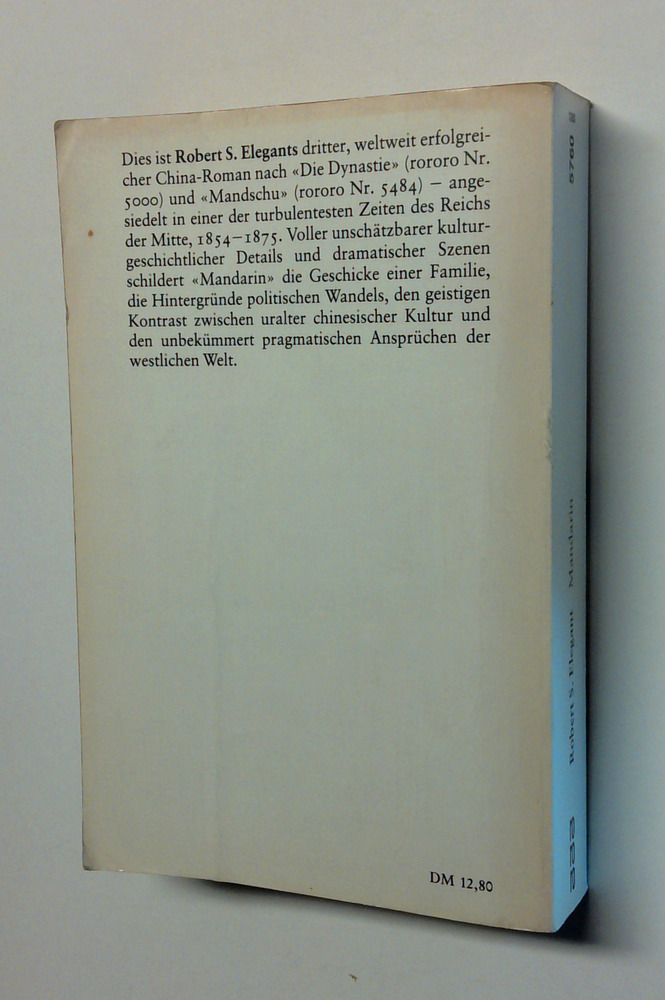 Dies ist Robert S. Elegants dritter, weltweit erfolgrei-
cher China-Roman nach «Die Dynastie» (rororo Nr.
5000) und «Mandschu» (rororo Nr. 5484) – ange-
siedelt in einer der turbulentesten Zeiten des Reichs
der Mitte, 1854–1875. Voller unschätzbarer kultur-
geschichtlicher Details und dramatischer Szenen
schildert «Mandarin» die Geschicke einer Familie,
die Hintergründe politischen Wandels, den geistigen
Kontrast zwischen uralter chinesischer Kultur und
den unbekümmert pragmatischen Ansprüchen der
westlichen Welt.
DM 12,80
Robert S. Elegant Mandarin
5760